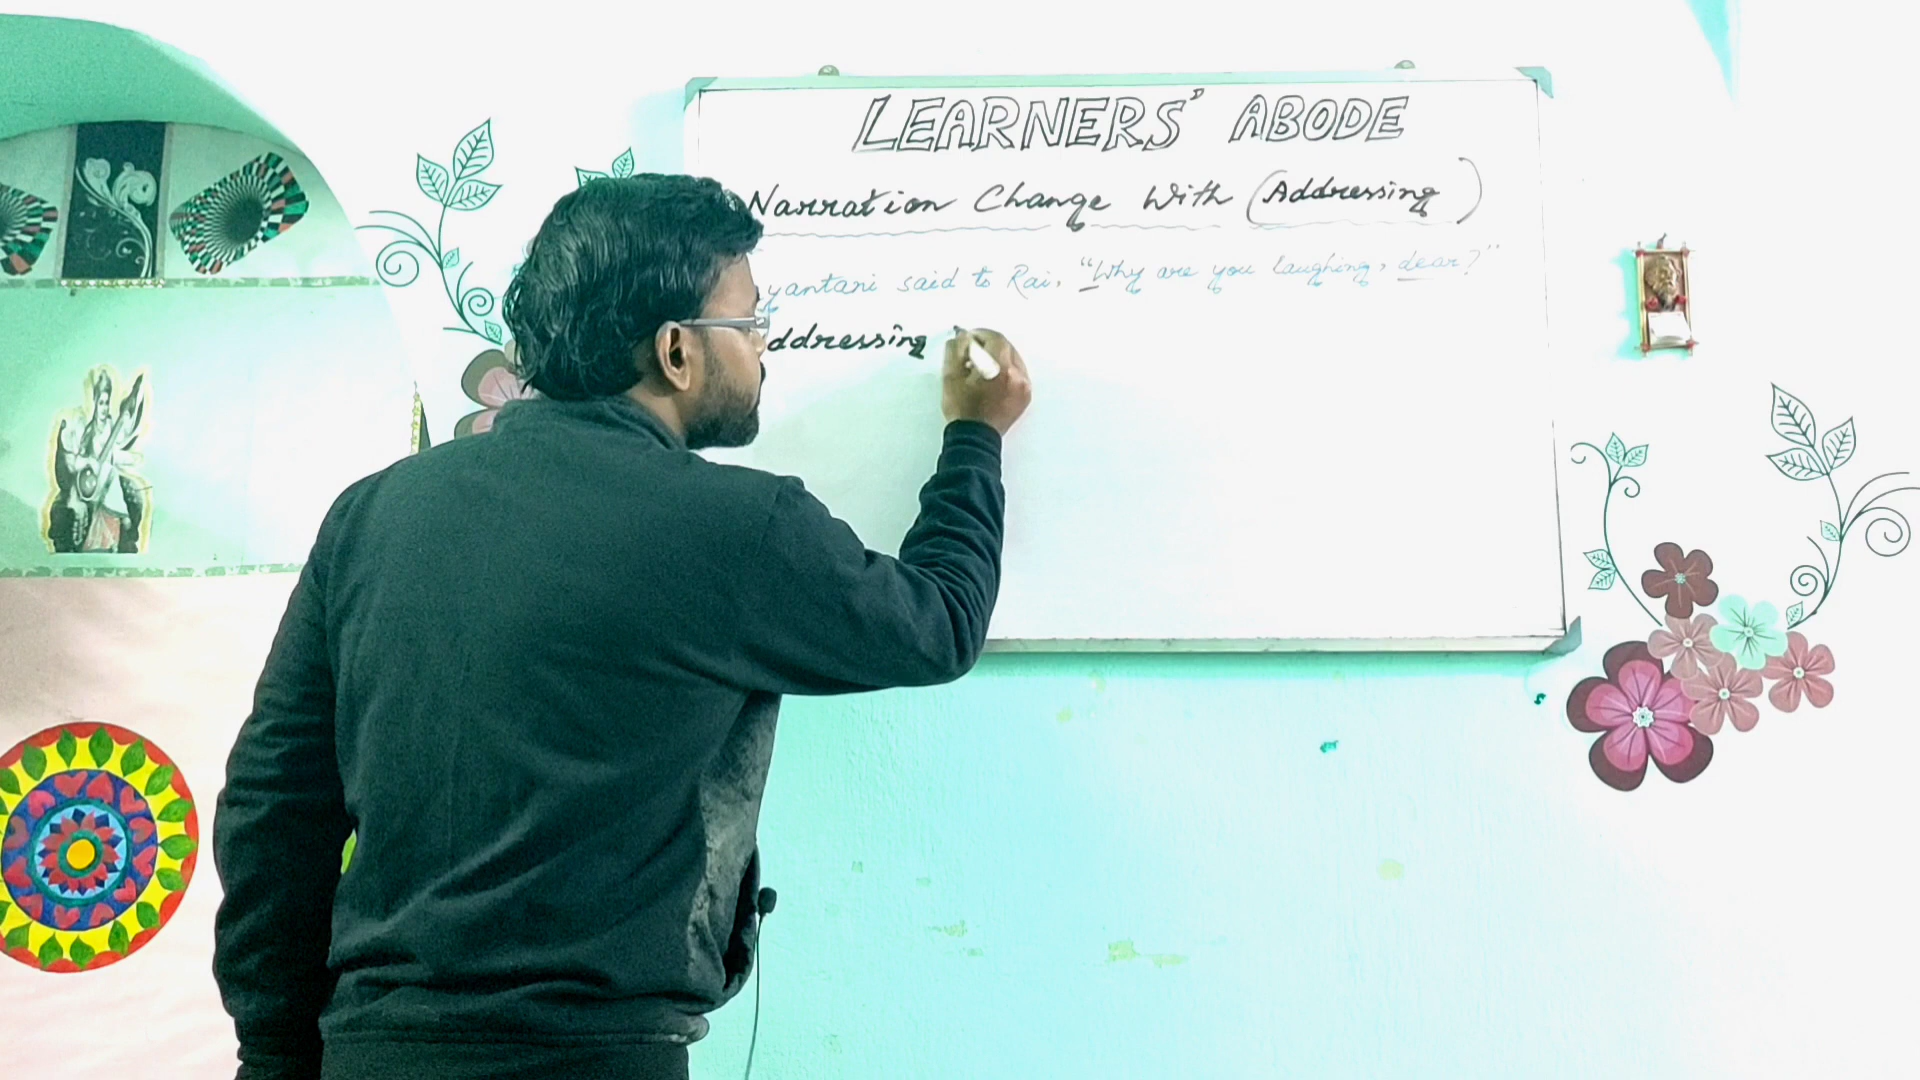 LEARNERS' ABODE
Narration Change With (Addressing)
yantani said to Rai, "Why are you laughing, dear?"
ddressing